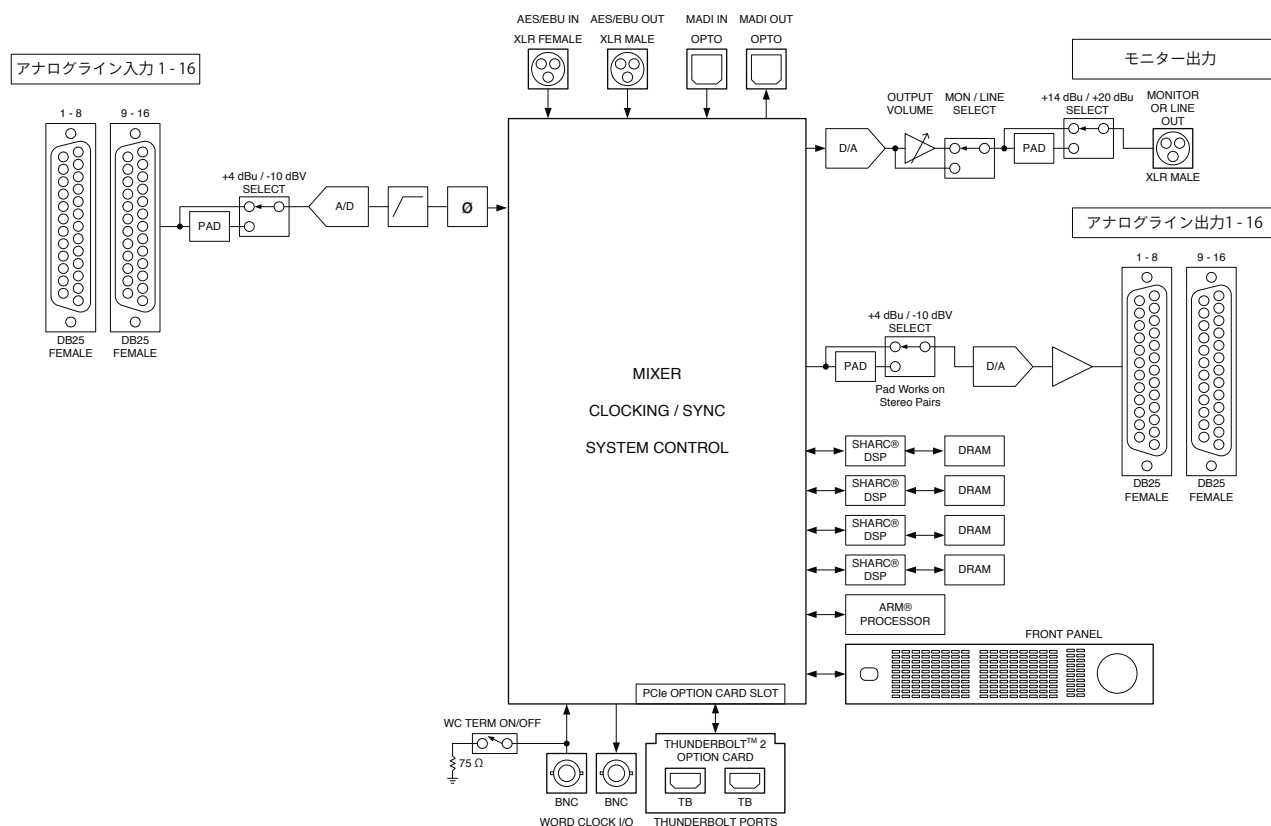 AES/EBU IN
XLR FEMALE
AES/EBU OUT
XLR MALE
MADI IN
OPTO
MADI OUT
OPTO
アナログライン入力 1 - 16
1 - 8
9 - 16
DB25
FEMALE
DB25
FEMALE
+4 dBu / -10 dBV
SELECT
PAD
A/D
Ø
モニター出力
D/A
OUTPUT
VOLUME
MON / LINE
SELECT
PAD
+14 dBu / +20 dBu
SELECT
MONITOR
OR LINE
OUT
XLR MALE
アナログライン出力1 - 16
1 - 8
9 - 16
DB25
FEMALE
DB25
FEMALE
+4 dBu / -10 dBV
SELECT
PAD
Pad Works on
Stereo Pairs
D/A
MIXER
CLOCKING / SYNC
SYSTEM CONTROL
SHARC®
DSP
DRAM
SHARC®
DSP
DRAM
SHARC®
DSP
DRAM
SHARC®
DSP
DRAM
ARM®
PROCESSOR
FRONT PANEL
PCIe OPTION CARD SLOT
WC TERM ON/OFF
75 Ω
BNC
BNC
WORD CLOCK I/O
THUNDERBOLT™ 2
OPTION CARD
TB
TB
THUNDERBOLT PORTS